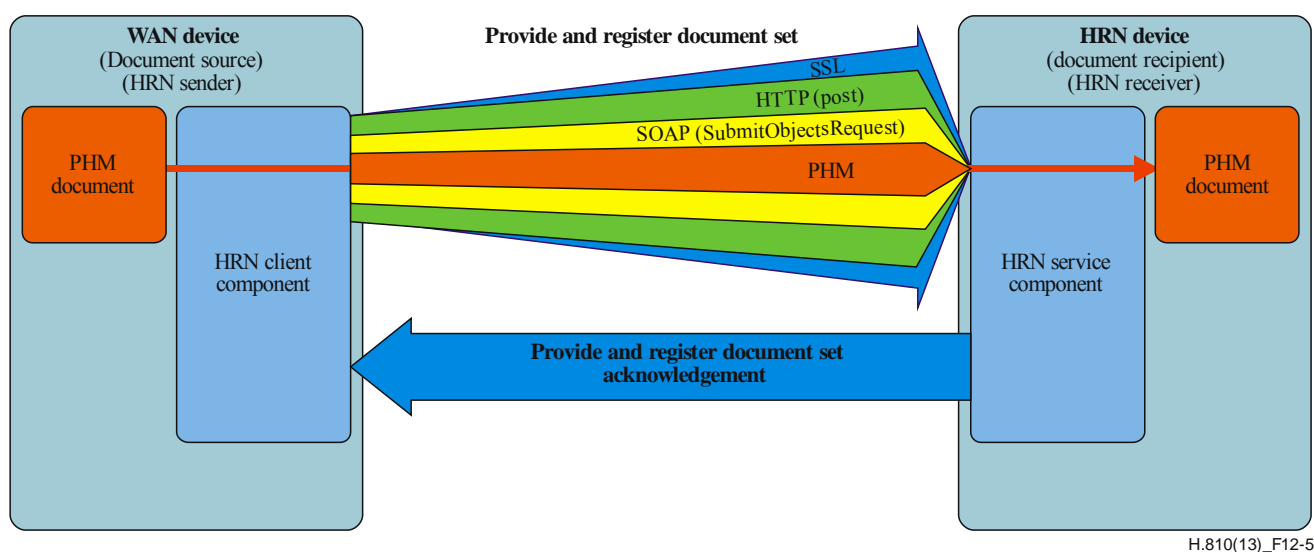 WAN device
(Document source)
(HRN sender)
PHM
document
HRN client
component
Provide and register document set
SSL
HTTP (post)
SOAP (SubmitObjectsRequest)
PHM
Provide and register document set
acknowledgement
HRN device
(document recipient)
(HRN receiver)
HRN service
component
PHM
document
H.810(13)_F12-5